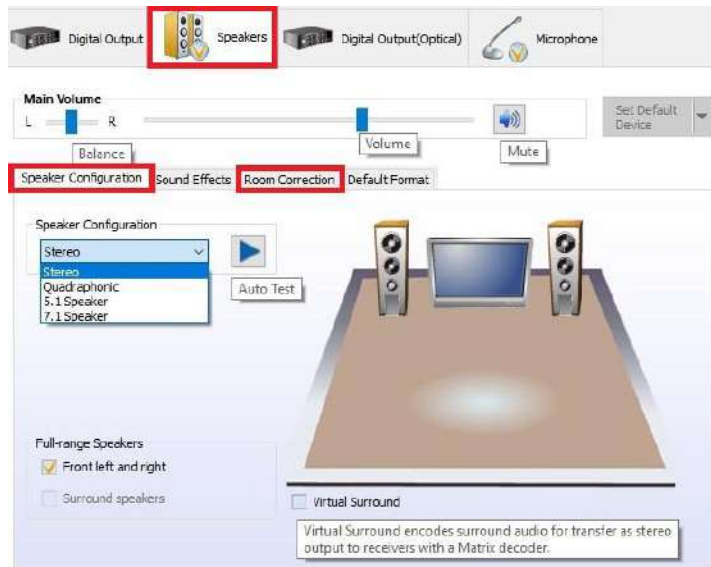 Digital Output
Speakers
Digital Output(Optical)
Microphone
Main Volume
L
R
Balance
Volume
Mute
Set Default
Device
Speaker Configuration
Sound Effects
Room Correction
Default Format
Speaker Configuration
Stereo
Stereo
Quadraphonic
5.1 Speaker
7.1 Speaker
Auto Test
Full-range Speakers
Front left and right
Surround speakers
Virtual Surround
Virtual Surround encodes surround audio for transfer as stereo
output to receivers with a Matrix decoder.